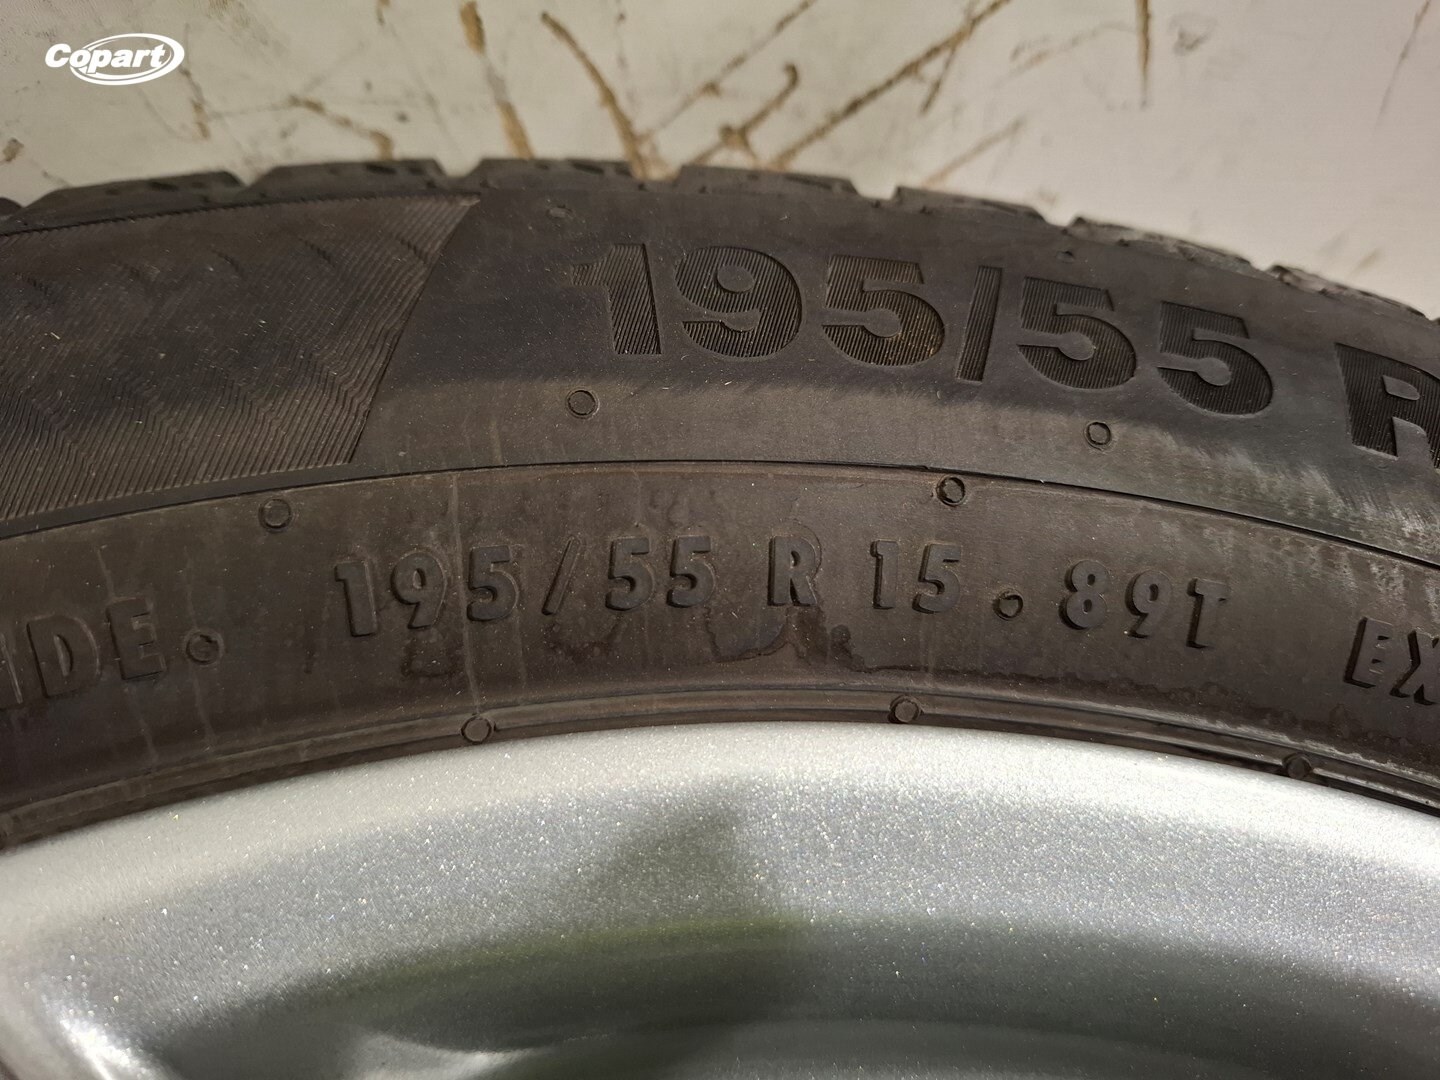 Copart
195/55 R
IDE. 195/55 R 15 . 89T EX